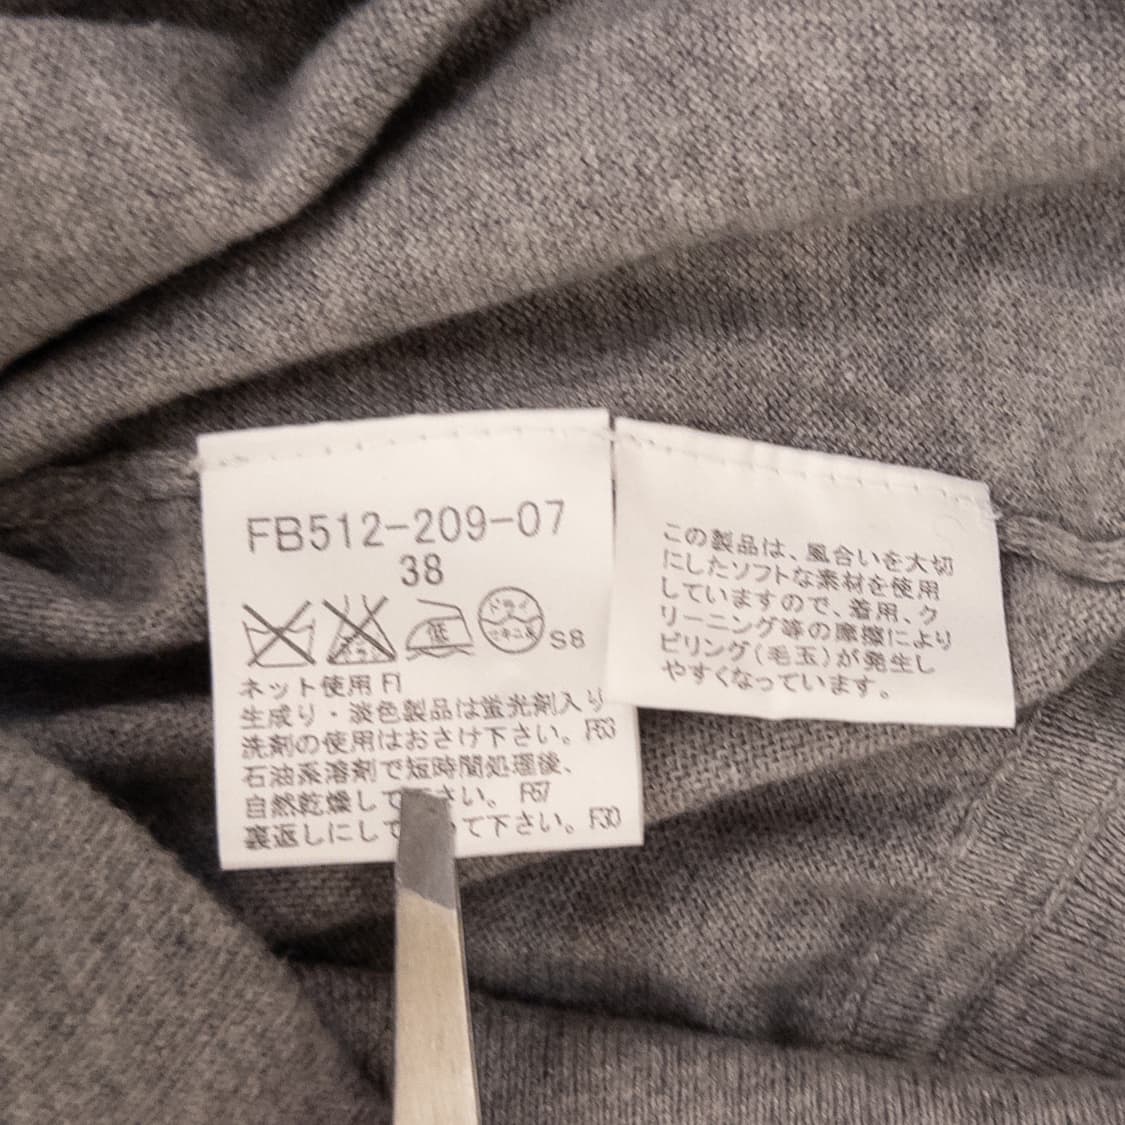 FB512-209-07
38
低 ドライ セキユ系 S8
ネット使用 F1
生成り・淡色製品は蛍光剤入り
洗剤の使用はおさけ下さい。 F63
石油系溶剤で短時間処理後、
自然乾燥して下さい。 F67
裏返しにして て下さい。 F30
この製品は、風合いを大切
にしたソフトな素材を使用
していますので、着用、ク
リーニング等の摩擦により
ピリング(毛玉)が発生し
やすくなっています。